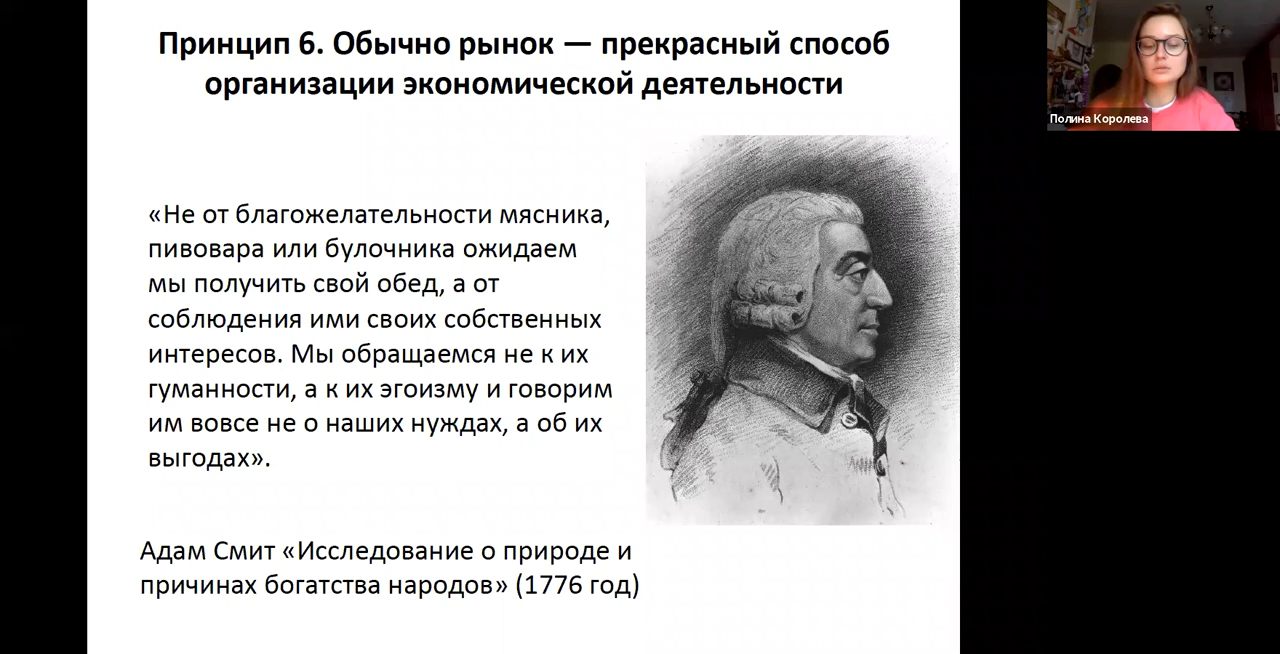 Принцип 6. Обычно рынок — прекрасный способ
организации экономической деятельности
«Не от благожелательности мясника,
пивовара или булочника ожидаем
мы получить свой обед, а от
соблюдения ими своих собственных
интересов. Мы обращаемся не к их
гуманности, а к их эгоизму и говорим
им вовсе не о наших нуждах, а об их
выгодах».
Адам Смит «Исследование о природе и
причинах богатства народов» (1776 год)
Полина Королева